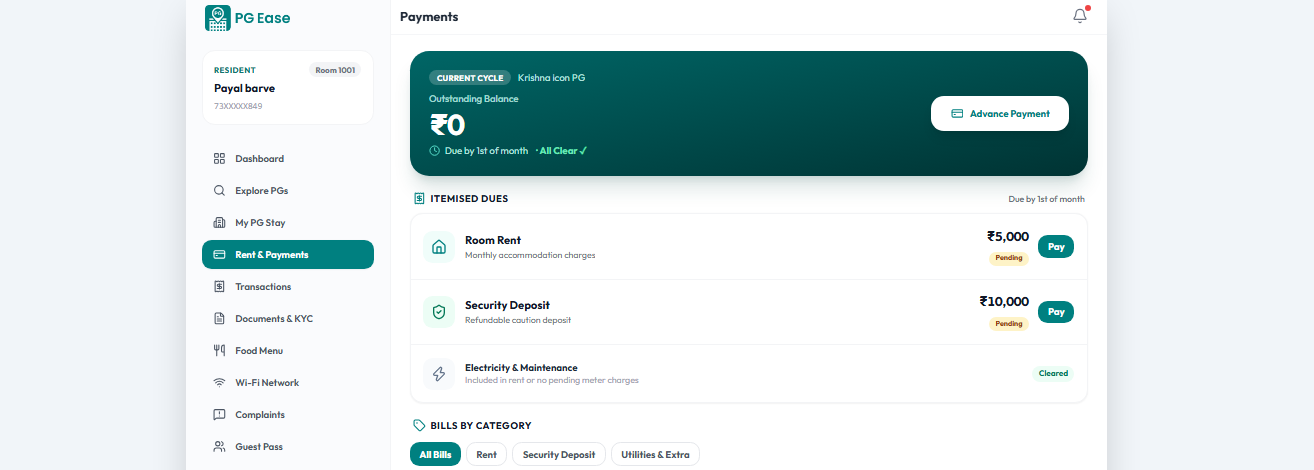 PG Ease
Payments
RESIDENT
Room 1001
Payal barve
73XXXXX849
Dashboard
Explore PGs
My PG Stay
Rent & Payments
Transactions
Documents & KYC
Food Menu
Wi-Fi Network
Complaints
Guest Pass
CURRENT CYCLE Krishna icon PG
Outstanding Balance
₹0
Due by 1st of month · All Clear ✓
Advance Payment
ITEMISED DUES
Due by 1st of month
Room Rent
Monthly accommodation charges
₹5,000
Pending
Pay
Security Deposit
Refundable caution deposit
₹10,000
Pending
Pay
Electricity & Maintenance
Included in rent or no pending meter charges
Cleared
BILLS BY CATEGORY
All Bills Rent Security Deposit Utilities & Extra